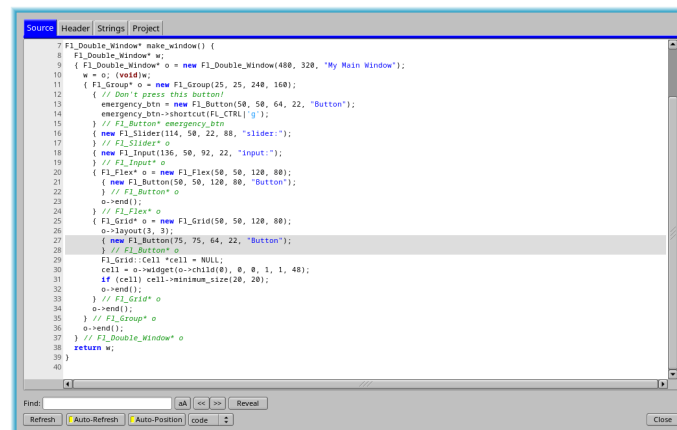 Source Header Strings Project
7 Fl_Double_Window* make_window() {
8   Fl_Double_Window* w;
9   { Fl_Double_Window* o = new Fl_Double_Window(480, 320, "My Main Window");
10     w = o; (void)w;
11     { Fl_Group* o = new Fl_Group(25, 25, 240, 160);
12       { // Don't press this button!
13         emergency_btn = new Fl_Button(50, 50, 64, 22, "Button");
14         emergency_btn->shortcut(FL_CTRL|'g');
15       } // Fl_Button* emergency_btn
16       { new Fl_Slider(114, 50, 22, 88, "slider:");
17       } // Fl_Slider* o
18       { new Fl_Input(136, 50, 92, 22, "input:");
19       } // Fl_Input* o
20       { Fl_Flex* o = new Fl_Flex(50, 50, 120, 80);
21         { new Fl_Button(50, 50, 120, 80, "Button");
22         } // Fl_Button* o
23         o->end();
24       } // Fl_Flex* o
25       { Fl_Grid* o = new Fl_Grid(50, 50, 120, 80);
26         o->layout(3, 3);
27         { new Fl_Button(75, 75, 64, 22, "Button");
28         } // Fl_Button* o
29         Fl_Grid::Cell *cell = NULL;
30         cell = o->widget(o->child(0), 0, 0, 1, 1, 48);
31         if (cell) cell->minimum_size(20, 20);
32         o->end();
33       } // Fl_Grid* o
34       o->end();
35     } // Fl_Group* o
36     o->end();
37   } // Fl_Double_Window* o
38   return w;
39 }
40
Find: aA << >> Reveal
Refresh Auto-Refresh Auto-Position code Close